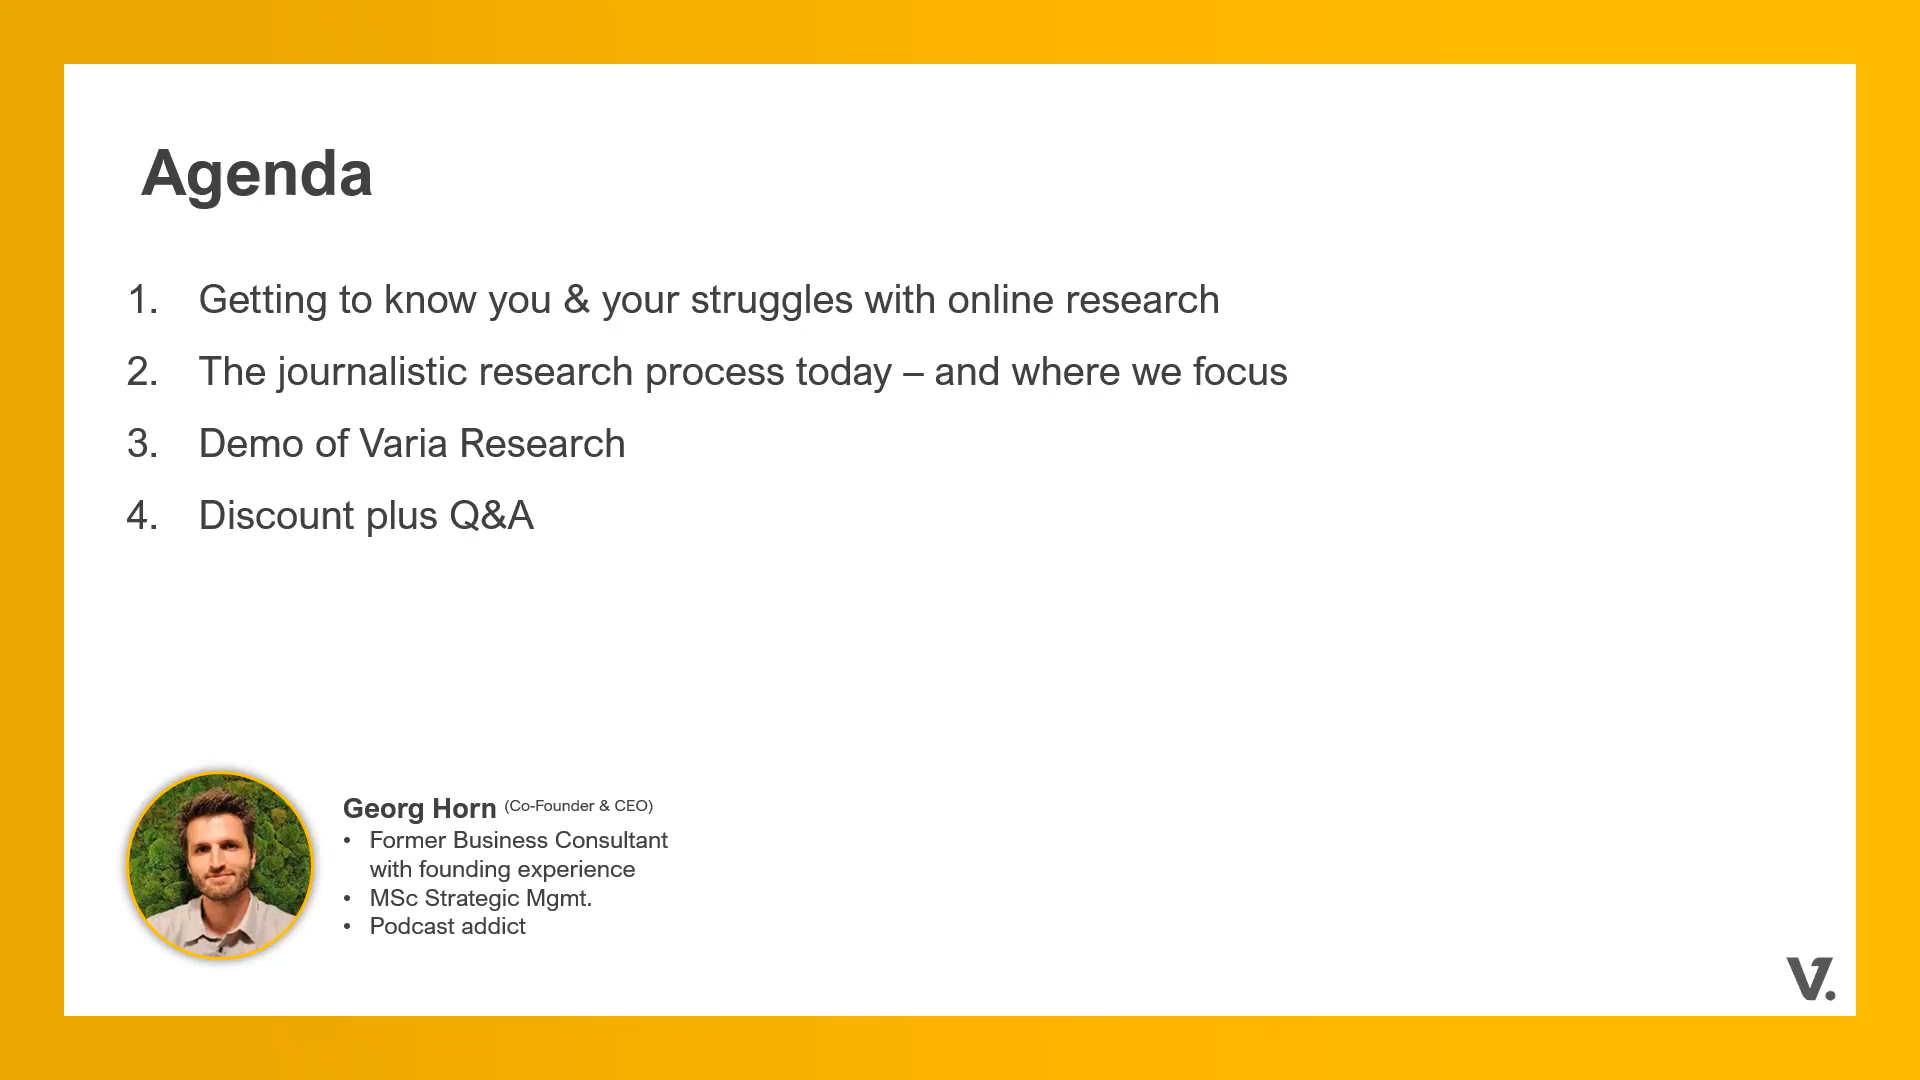 Agenda
1. Getting to know you & your struggles with online research
2. The journalistic research process today – and where we focus
3. Demo of Varia Research
4. Discount plus Q&A
Georg Horn (Co-Founder & CEO)
• Former Business Consultant
with founding experience
• MSc Strategic Mgmt.
• Podcast addict
V.